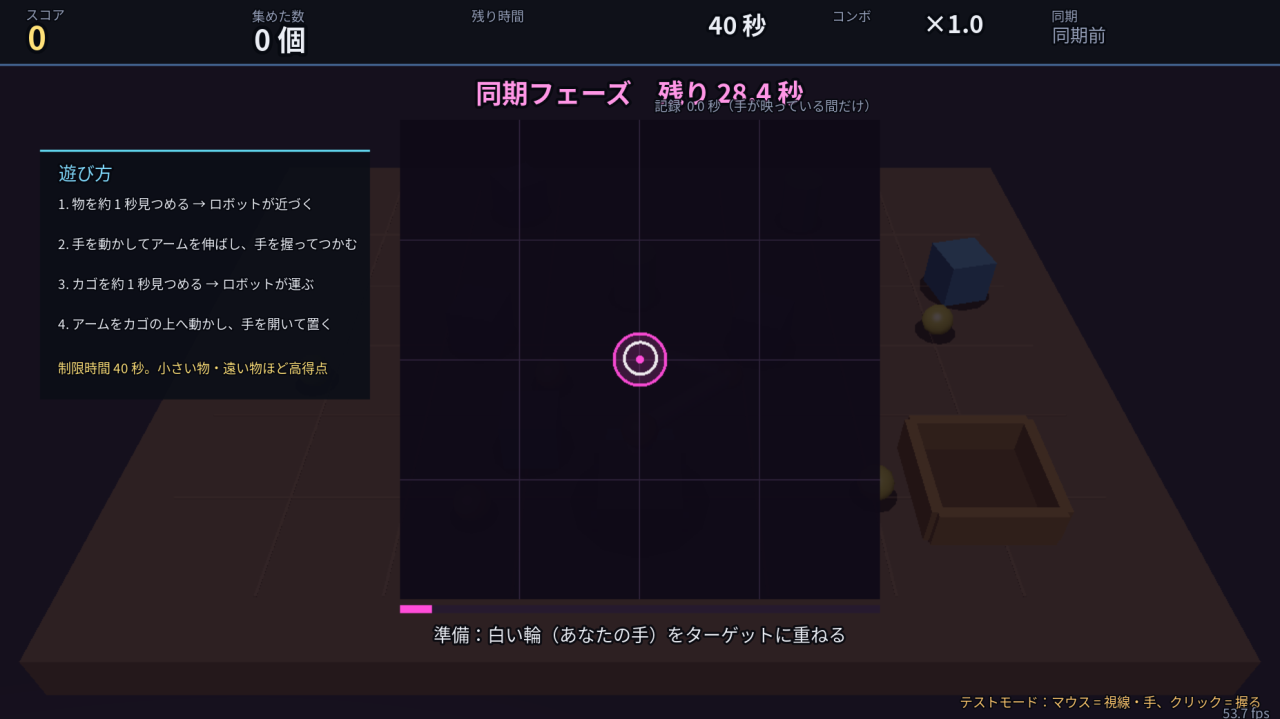 スコア
0
集めた数
0 個
残り時間
40 秒
コンボ
×1.0
同期
同期前
同期フェーズ　残り 28.4 秒
記録 0.0 秒（手が映っている間だけ）
遊び方
1. 物を約 1 秒見つめる → ロボットが近づく
2. 手を動かしてアームを伸ばし、手を握ってつかむ
3. カゴを約 1 秒見つめる → ロボットが運ぶ
4. アームをカゴの上へ動かし、手を開いて置く
制限時間 40 秒。小さい物・遠い物ほど高得点
準備：白い輪（あなたの手）をターゲットに重ねる
テストモード：マウス = 視線・手、クリック = 握る
53.7 fps